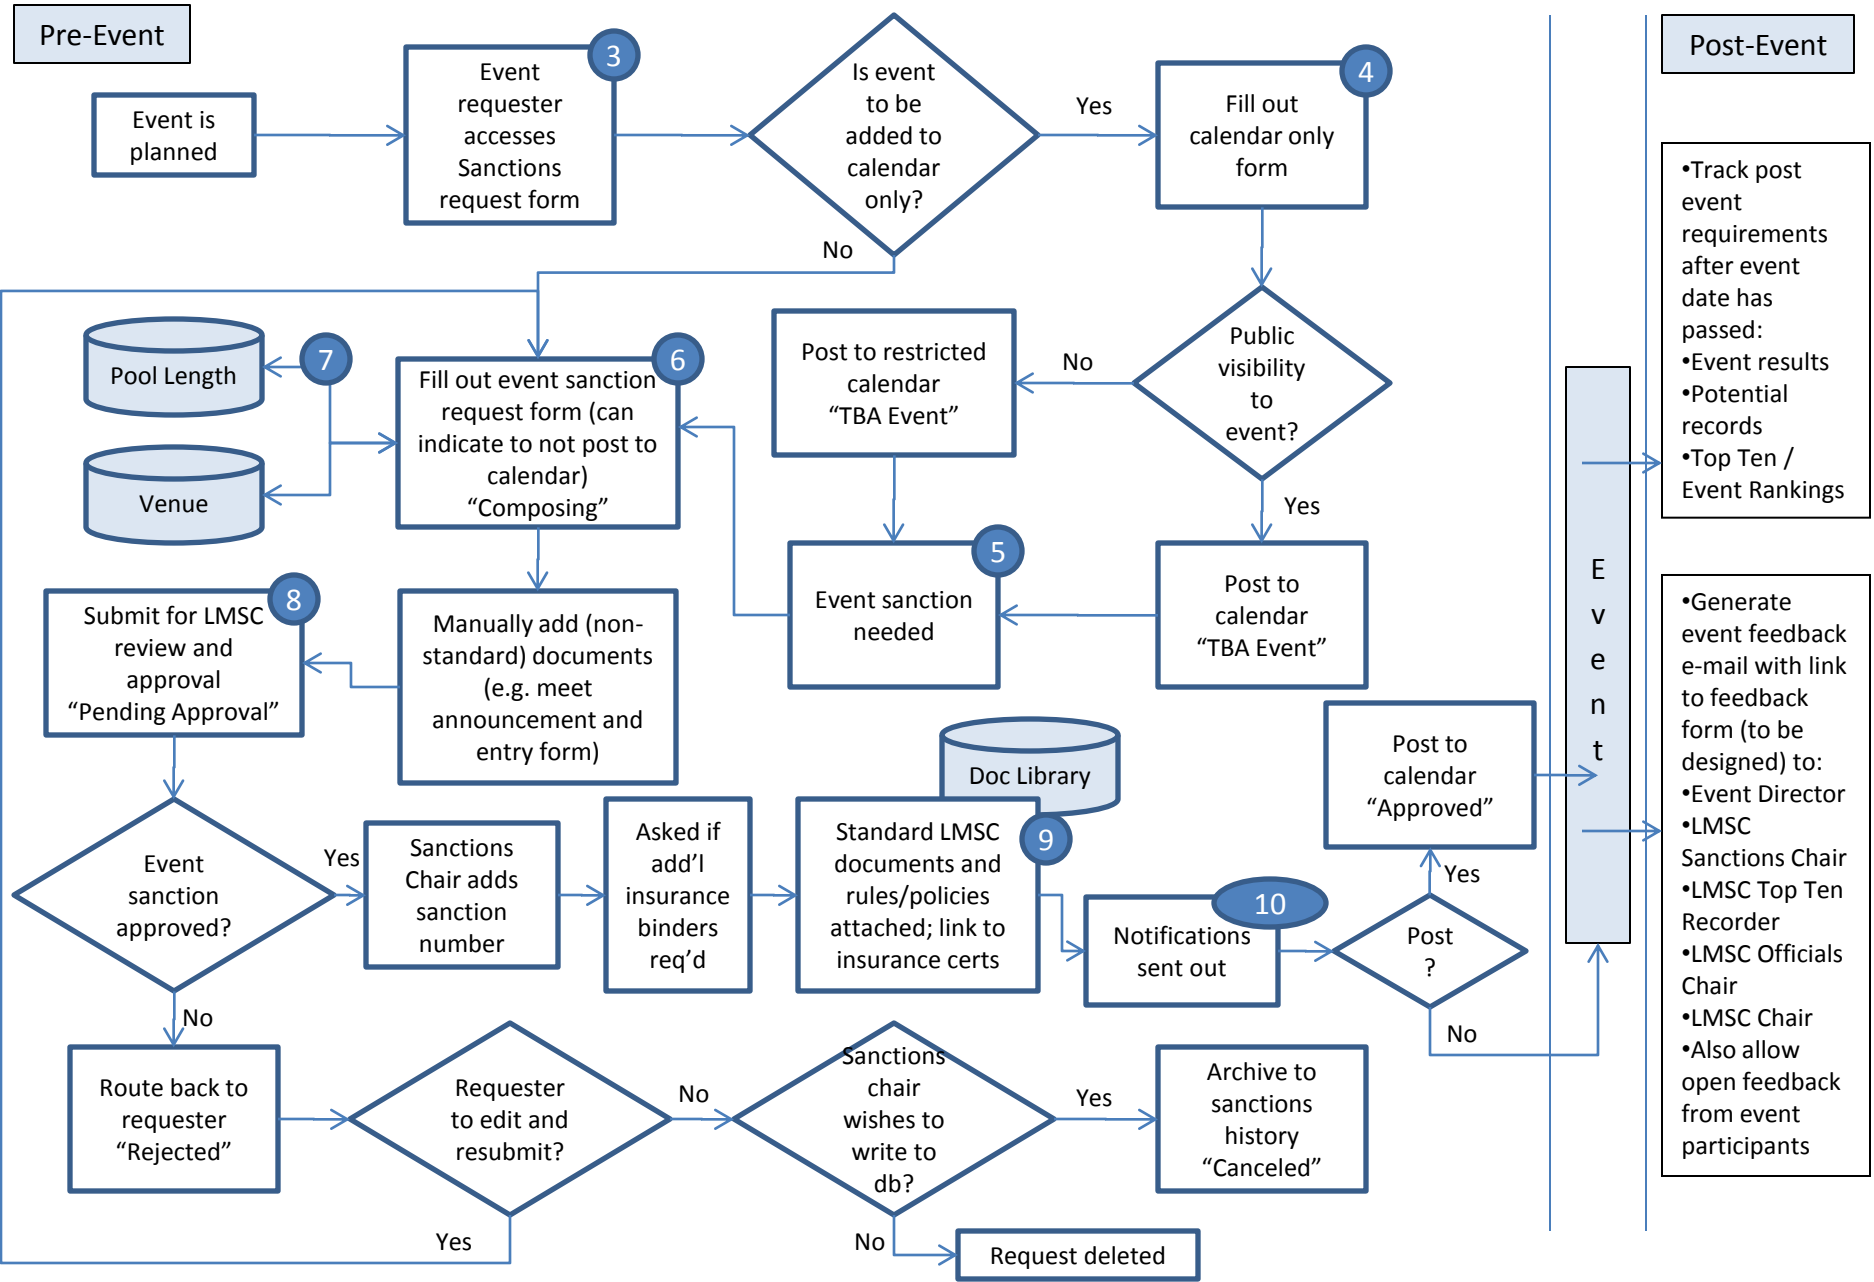 Pre-Event
Event is
planned
3
Event
requester
accesses
Sanctions
request form
Is event
to be
added to
calendar
only?
Yes
No
4
Fill out
calendar only
form
Public
visibility
to
event?
No
Yes
Post to restricted
calendar
“TBA Event”
Post to
calendar
“TBA Event”
5
Event sanction
needed
6
Fill out event sanction
request form (can
indicate to not post to
calendar)
“Composing”
7
Pool Length
Venue
Manually add (non-
standard) documents
(e.g. meet
announcement and
entry form)
8
Submit for LMSC
review and
approval
“Pending Approval”
Event
sanction
approved?
Yes
No
Sanctions
Chair adds
sanction
number
Asked if
add’l
insurance
binders
req’d
Doc Library
9
Standard LMSC
documents and
rules/policies
attached; link to
insurance certs
10
Notifications
sent out
Post
?
Yes
No
Post to
calendar
“Approved”
Route back to
requester
“Rejected”
Requester
to edit and
resubmit?
No
Yes
Sanctions
chair
wishes to
write to
db?
Yes
No
Archive to
sanctions
history
“Canceled”
Request deleted
E
v
e
n
t
Post-Event
•Track post
event
requirements
after event
date has
passed:
•Event results
•Potential
records
•Top Ten /
Event Rankings
•Generate
event feedback
e-mail with link
to feedback
form (to be
designed) to:
•Event Director
•LMSC
Sanctions Chair
•LMSC Top Ten
Recorder
•LMSC Officials
Chair
•LMSC Chair
•Also allow
open feedback
from event
participants